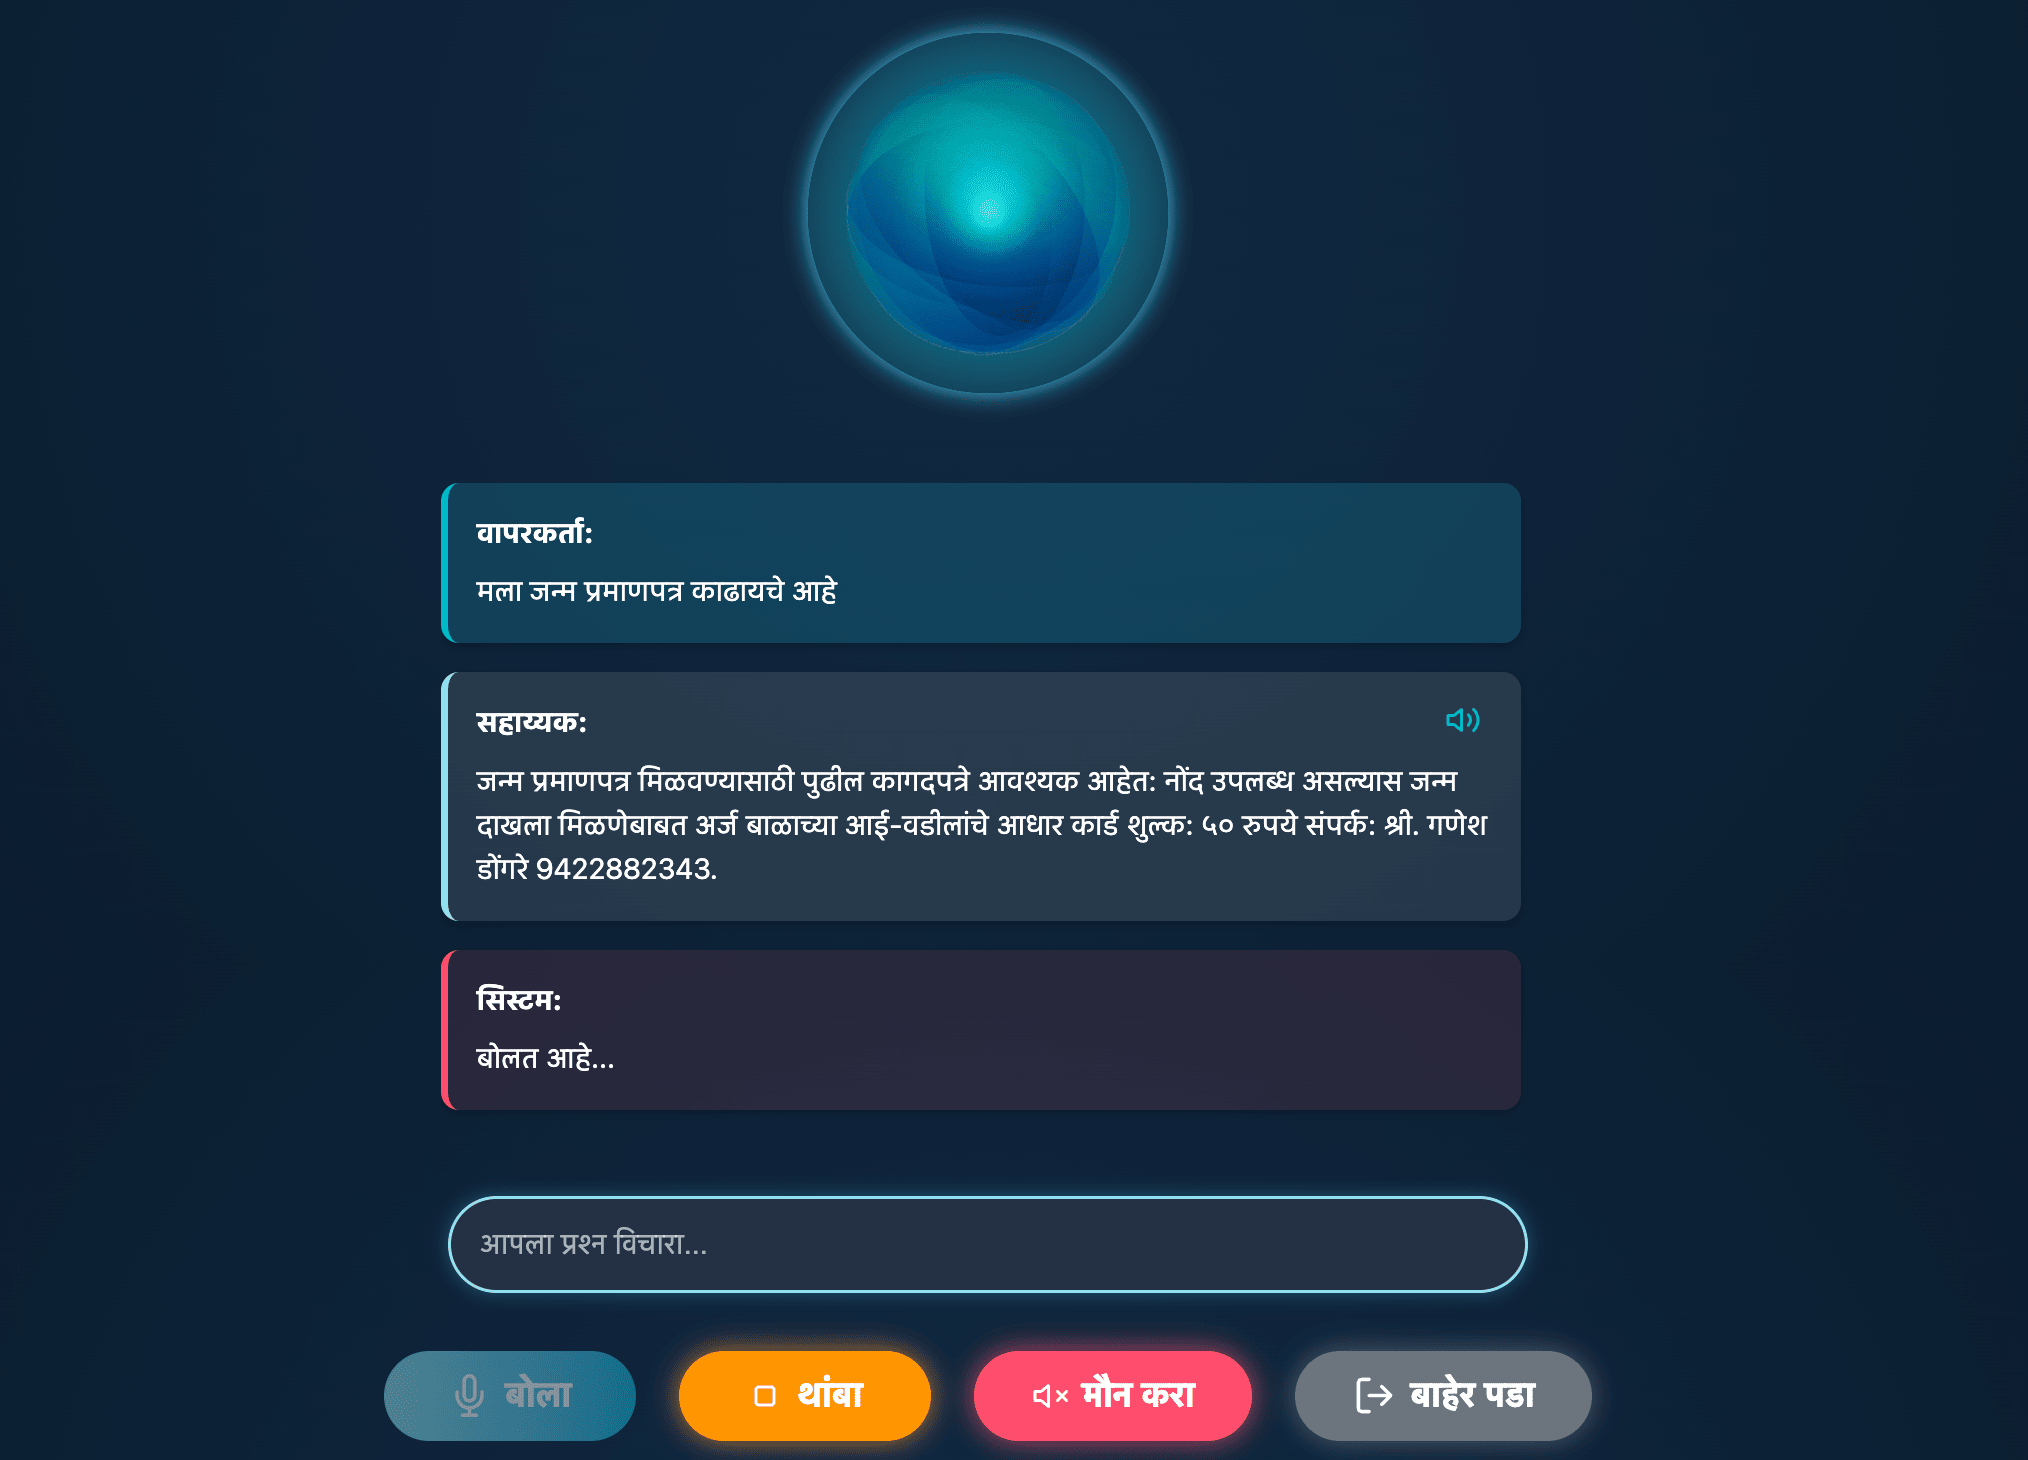 वापरकर्ता:
मला जन्म प्रमाणपत्र काढायचे आहे
सहाय्यक:
जन्म प्रमाणपत्र मिळवण्यासाठी पुढील कागदपत्रे आवश्यक आहेत: नोंद उपलब्ध असल्यास जन्म
दाखला मिळणेबाबत अर्ज बाळाच्या आई-वडीलांचे आधार कार्ड शुल्क: ५० रुपये संपर्क: श्री. गणेश
डोंगरे 9422882343.
सिस्टम:
बोलत आहे...
आपला प्रश्न विचारा...
बोला
थांबा
मौन करा
बाहेर पडा